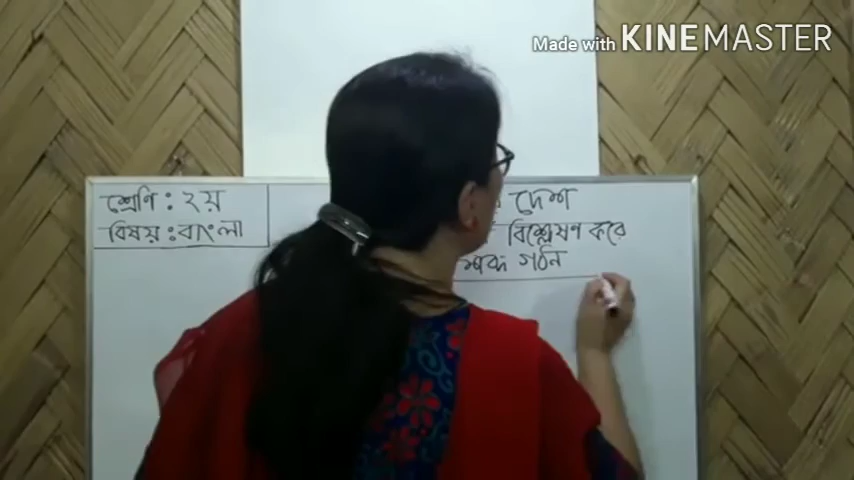 Made with KINEMASTER
শ্রেণি : ২য়
বিষয় : বাংলা
দেশ
বিশ্লেষণ করে
গঠন